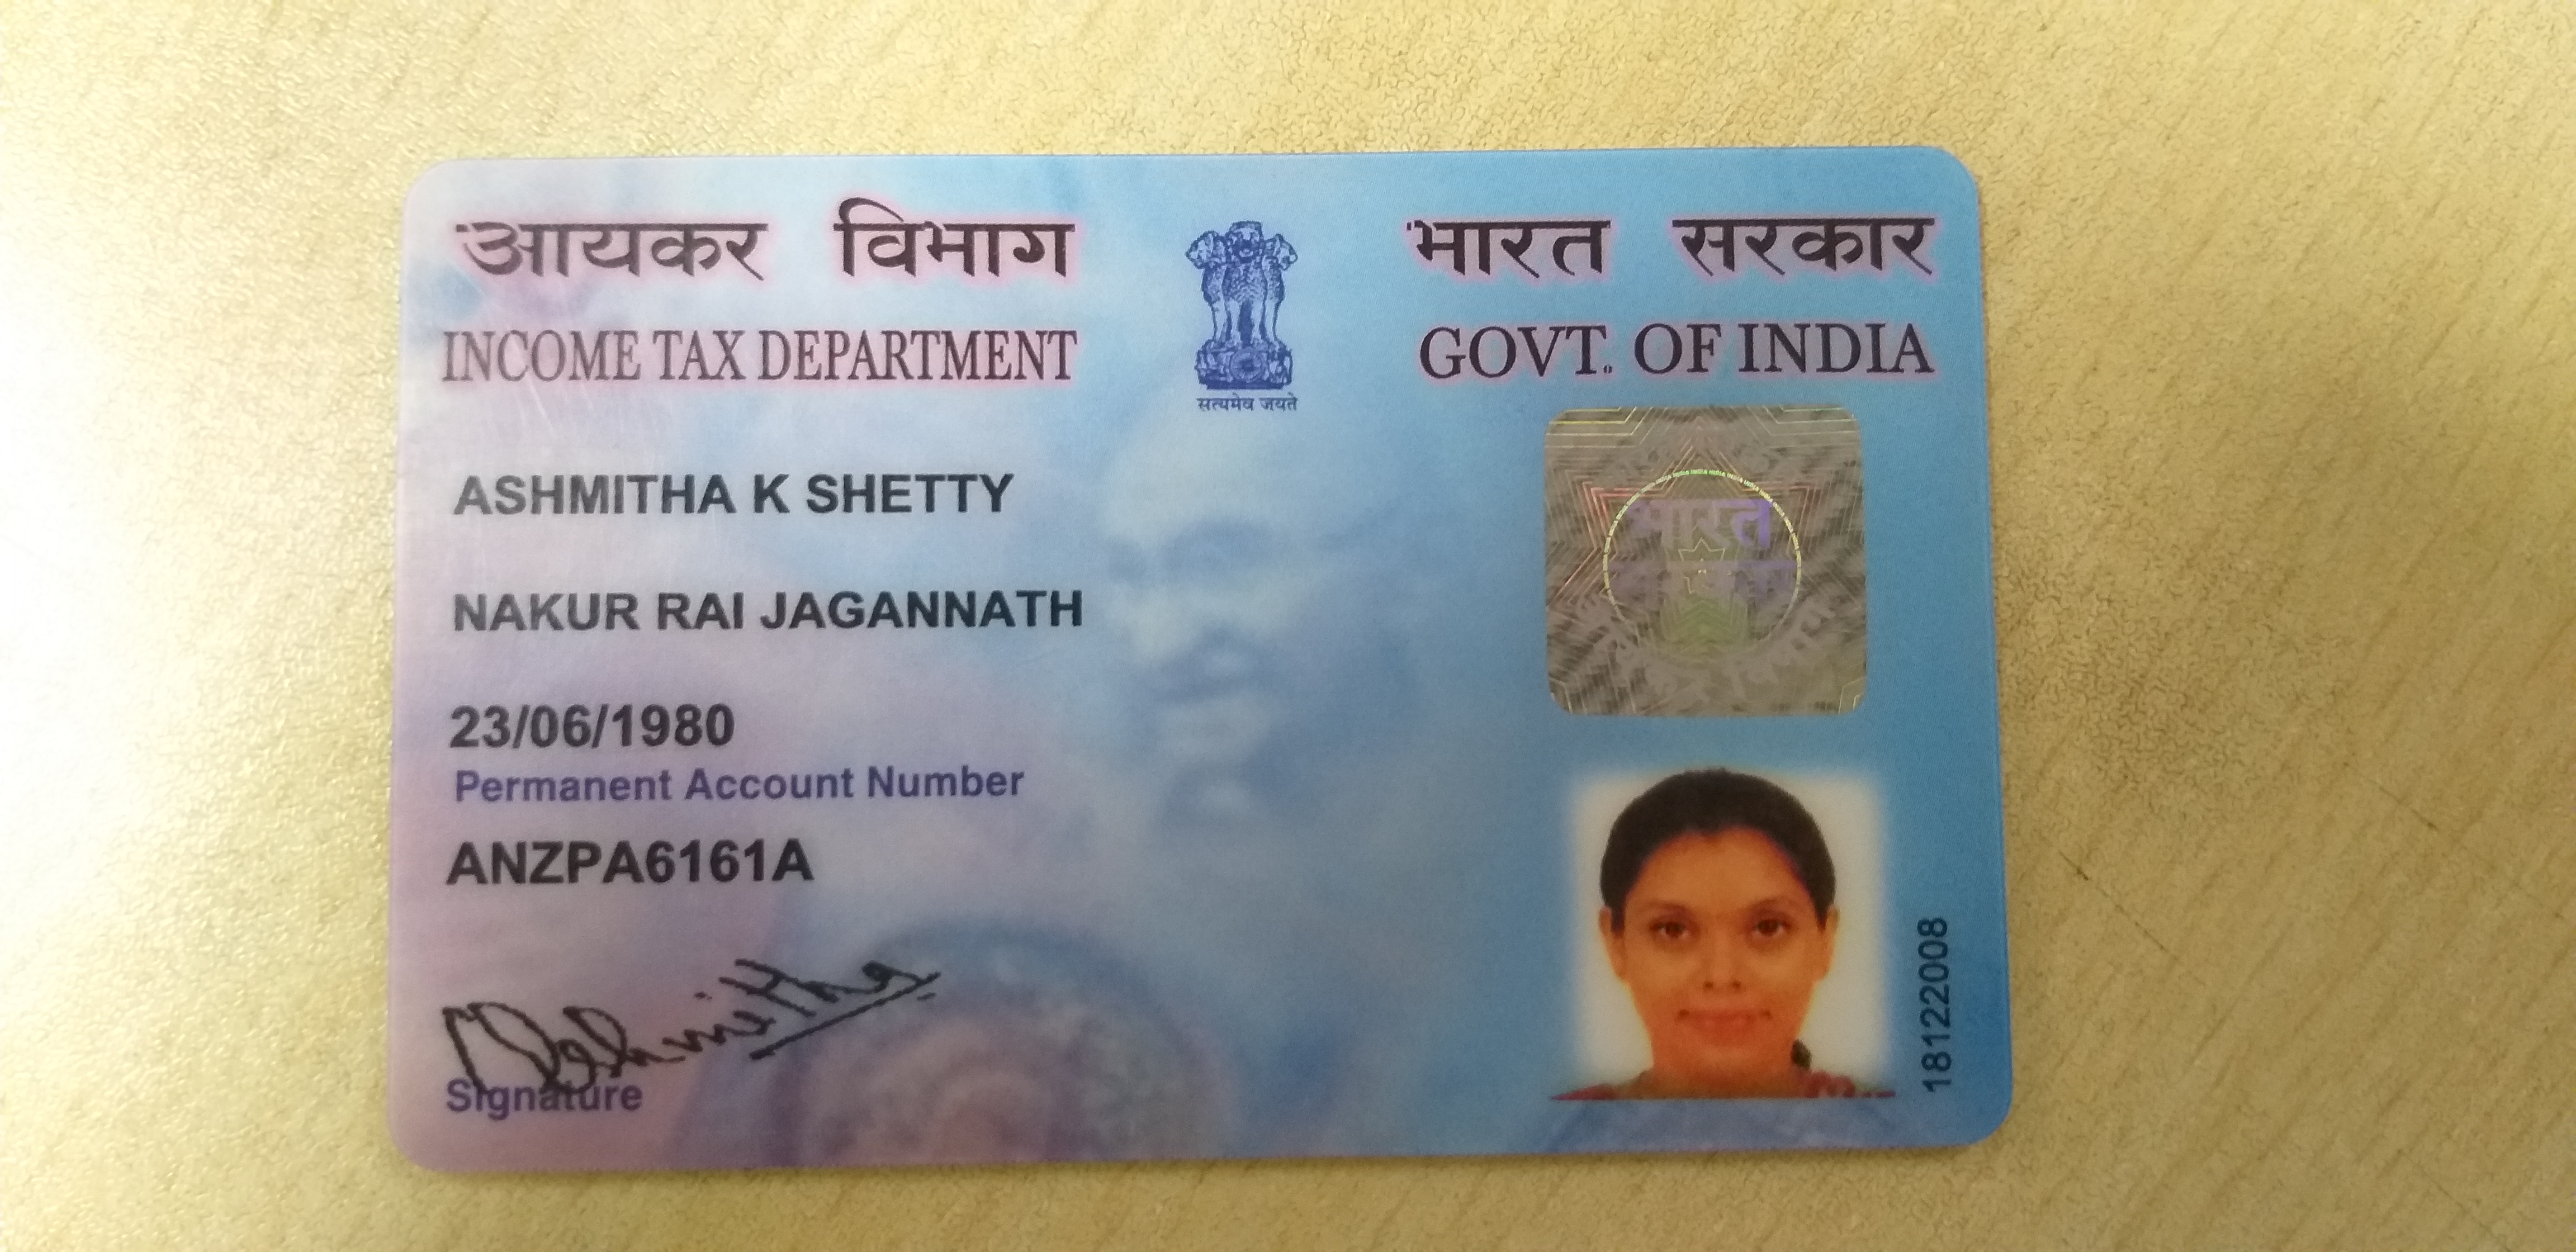 आयकर विभाग
INCOME TAX DEPARTMENT
सत्यमेव जयते
भारत सरकार
GOVT. OF INDIA
ASHMITHA K SHETTY
NAKUR RAI JAGANNATH
23/06/1980
Permanent Account Number
ANZPA6161A
Signature
भारत
18122008